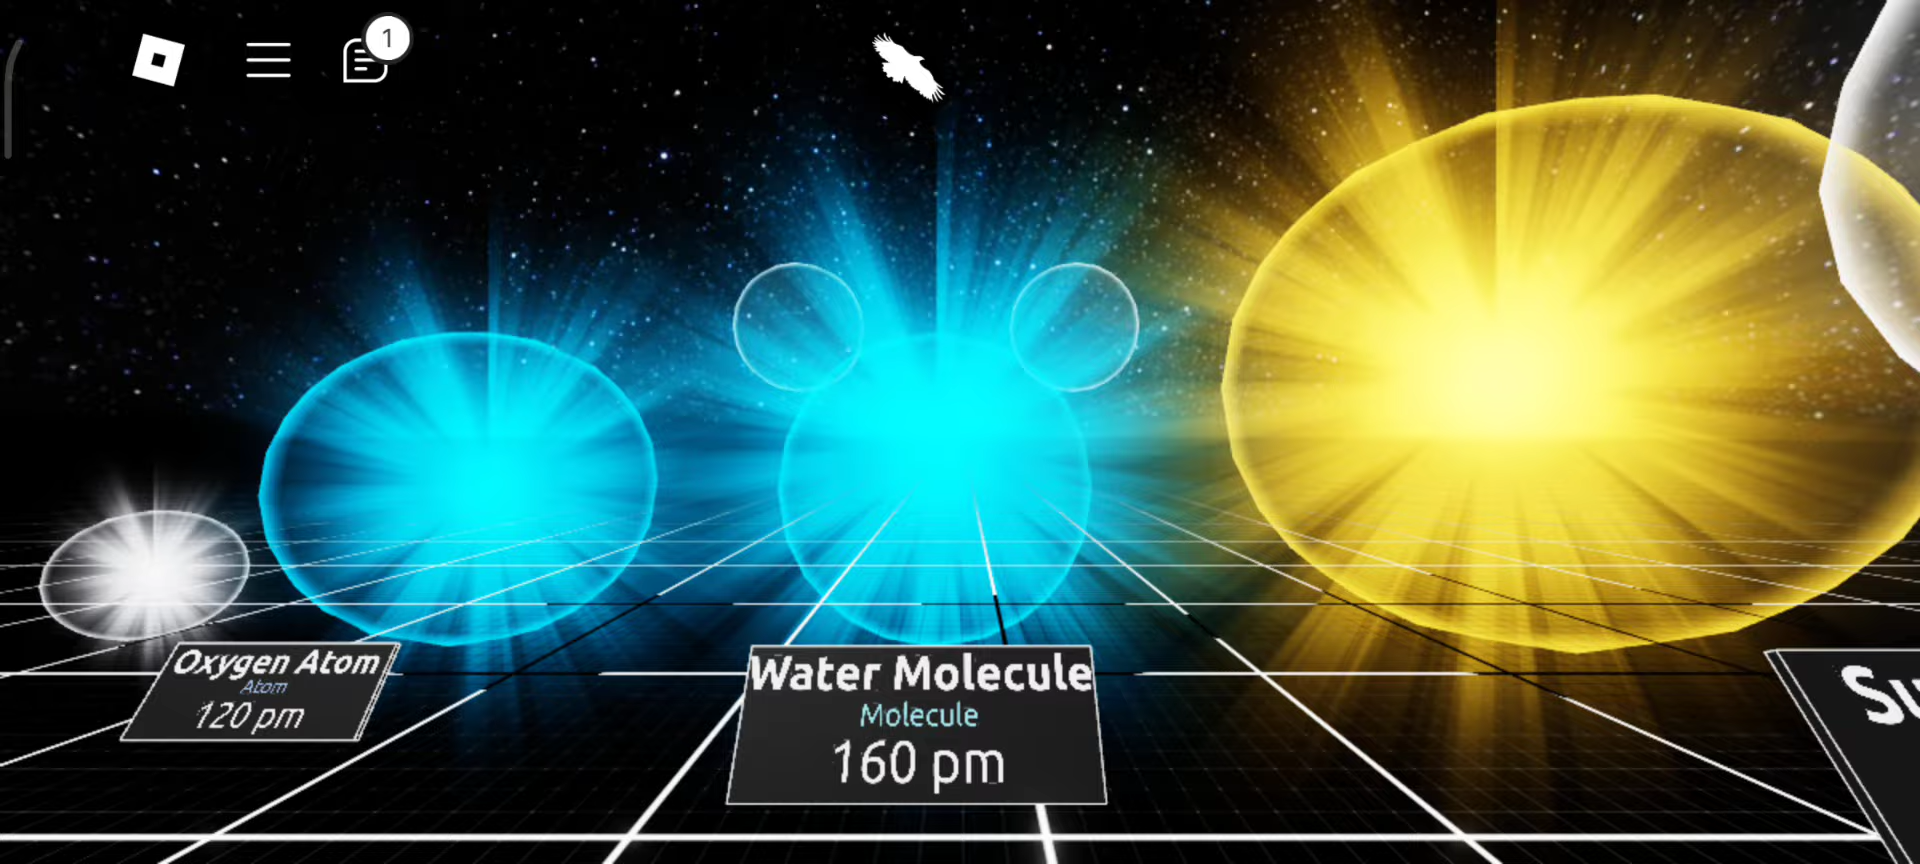 1
Oxygen Atom
Atom
120 pm
Water Molecule
Molecule
160 pm